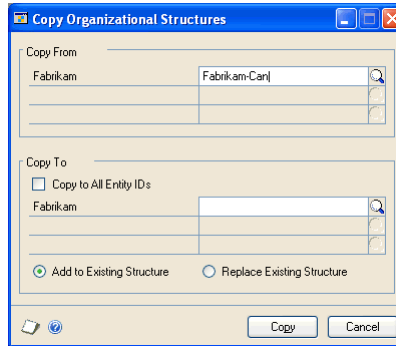 Copy Organizational Structures
Copy From
Fabrikam Fabrikam-Can
Copy To
Copy to All Entity IDs
Fabrikam
Add to Existing Structure Replace Existing Structure
Copy Cancel